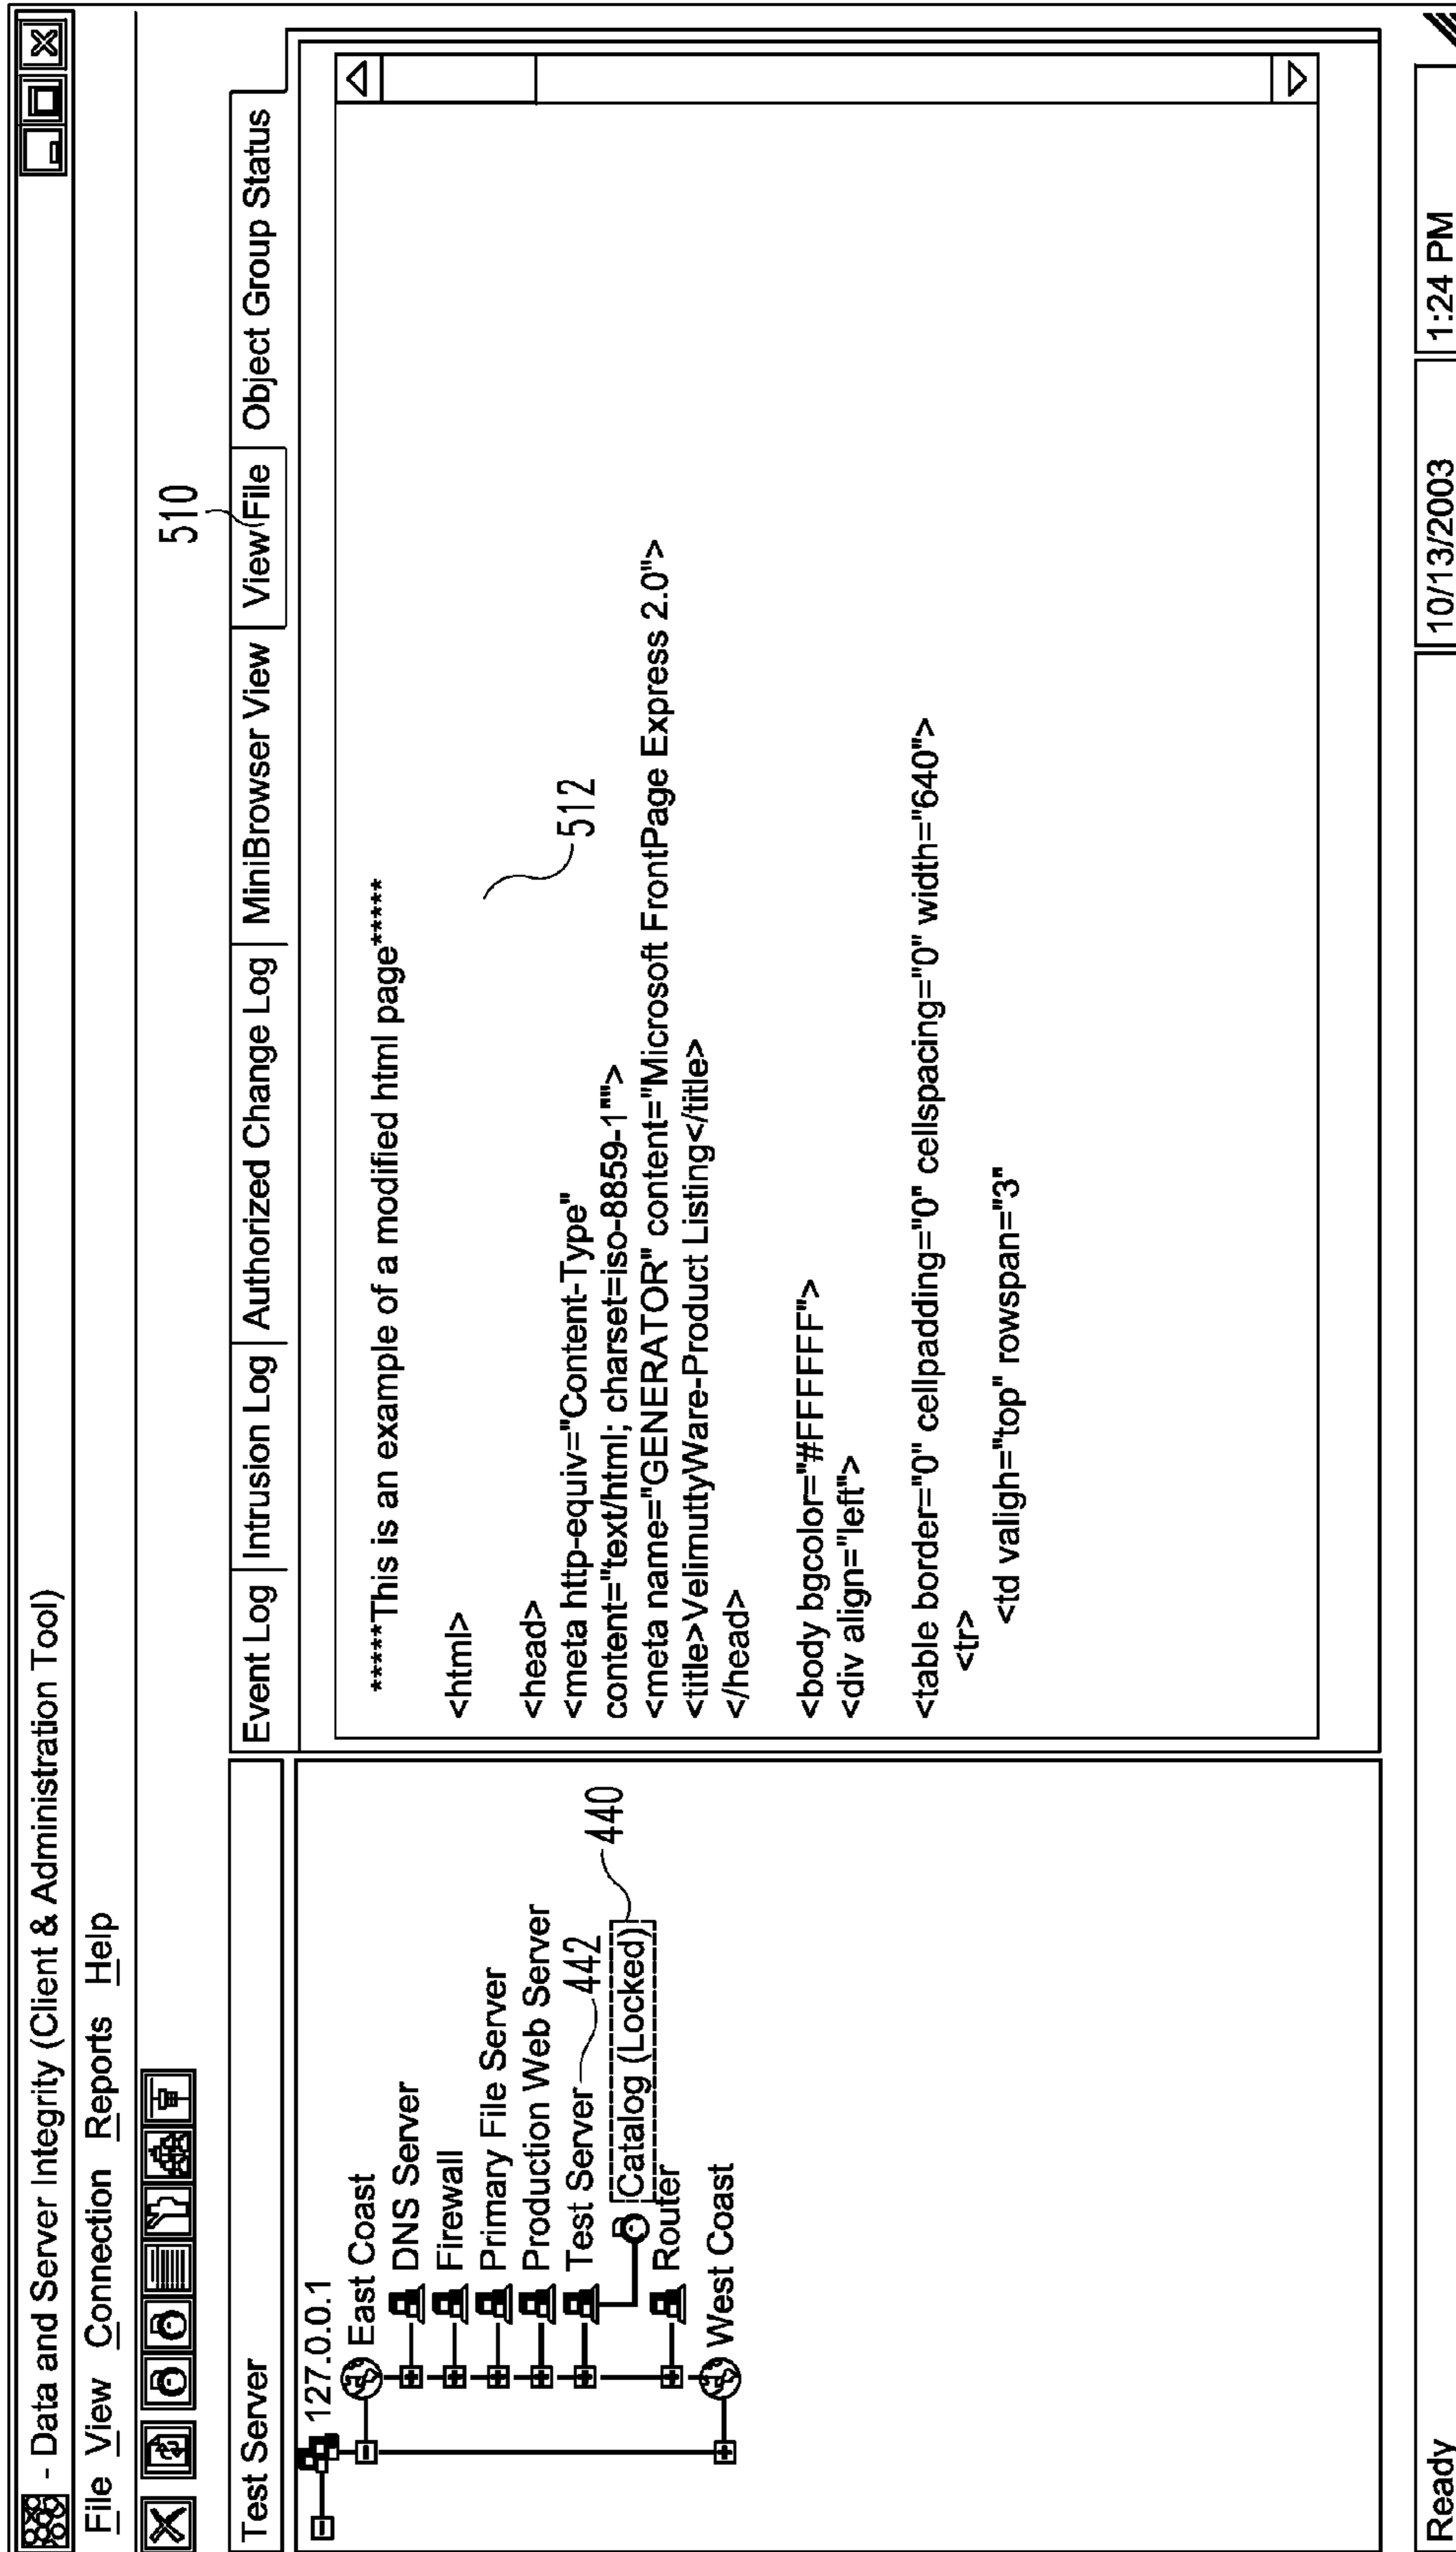 - Data and Server Integrity (Client & Administration Tool)
File View Connection Reports Help
Test Server
127.0.0.1
East Coast
DNS Server
Firewall
Primary File Server
Production Web Server
Test Server 442
Catalog (Locked) 440
Router
West Coast
510
Event Log Intrusion Log Authorized Change Log MiniBrowser View View File Object Group Status
*****This is an example of a modified html page*****
512
<html>
<head>
<meta http-equiv="Content-Type"
content="text/html; charset=iso-8859-1"">
<meta name="GENERATOR" content="Microsoft FrontPage Express 2.0">
<title>VelimuttyWare-Product Listing</title>
</head>
<body bgcolor="#FFFFFF">
<div align="left">
<table border="0" cellpadding="0" cellspacing="0" width="640">
<tr>
<td valigh="top" rowspan="3"
Ready 10/13/2003 1:24 PM